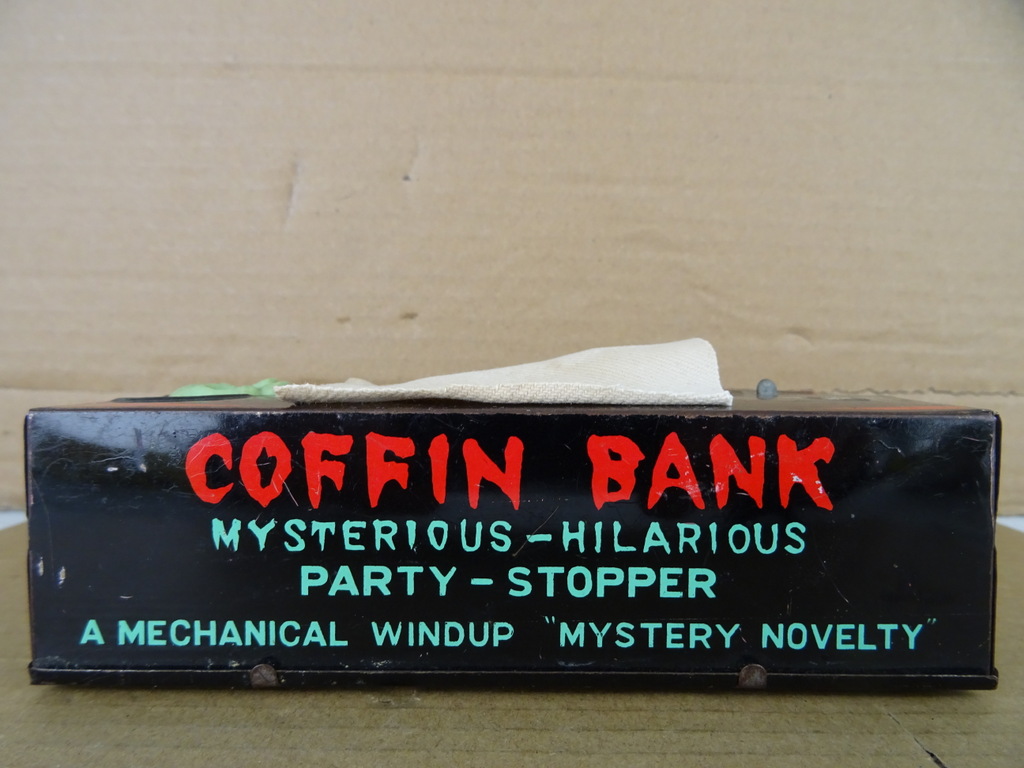 COFFIN BANK
MYSTERIOUS - HILARIOUS
PARTY - STOPPER
A MECHANICAL WINDUP "MYSTERY NOVELTY"